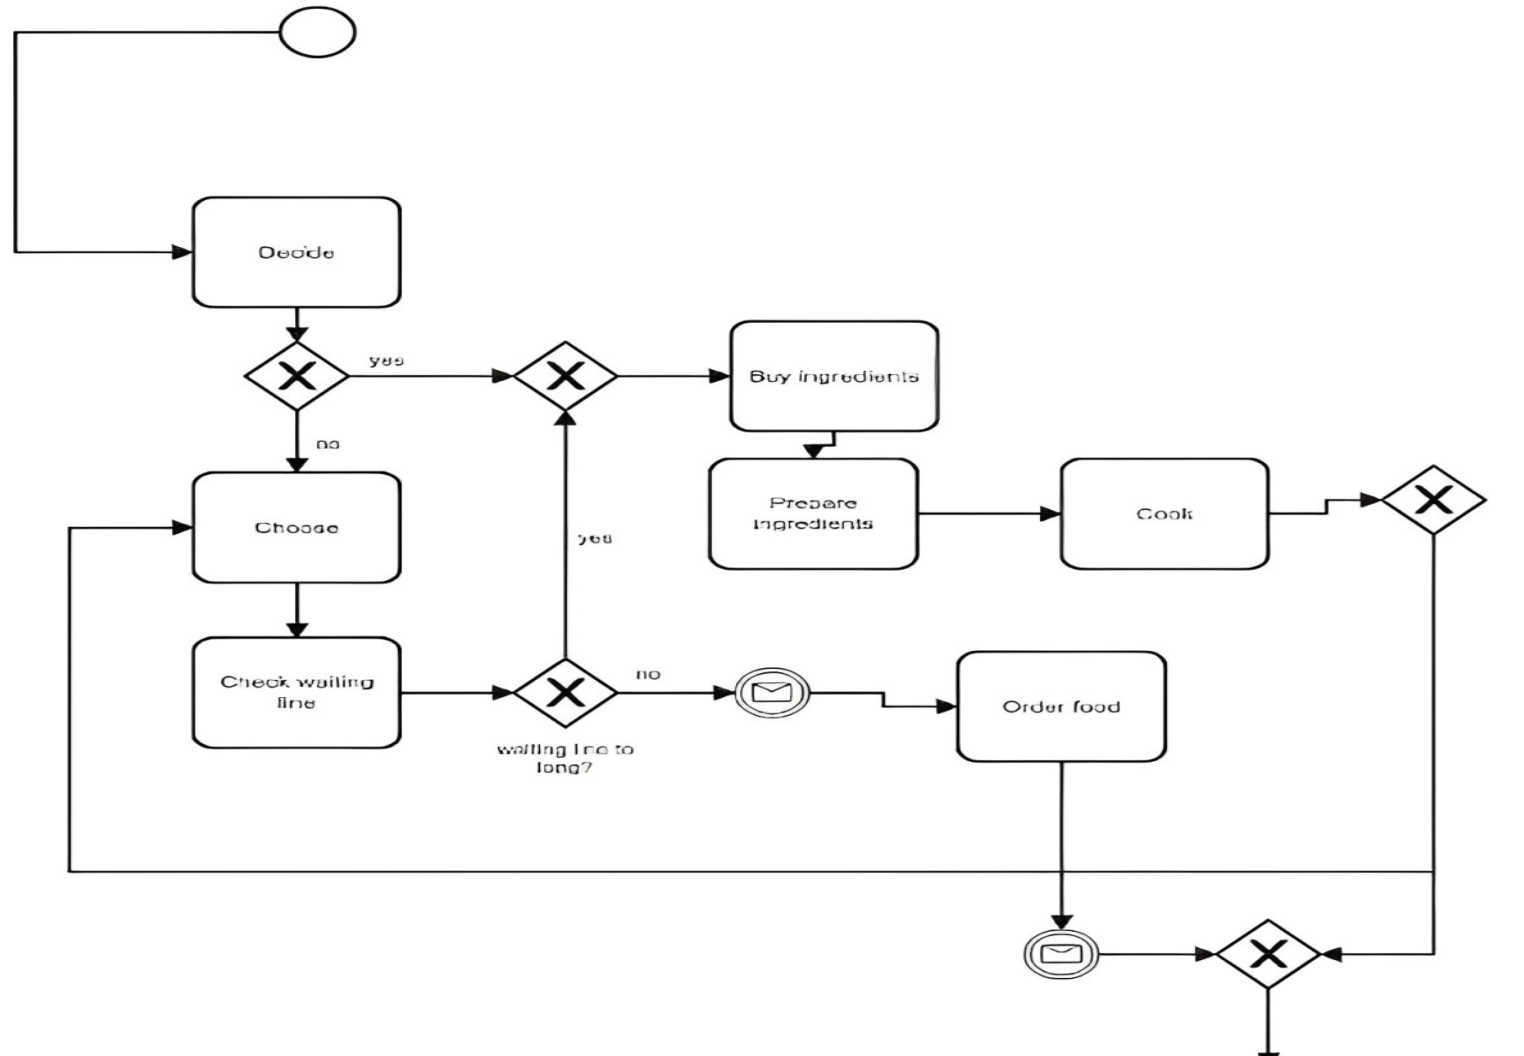 Decide
yes
Buy ingredients
no
Prepare
ingredients
Cook
Choose
yes
Check waiting
line
no
Order food
waiting line to
long?